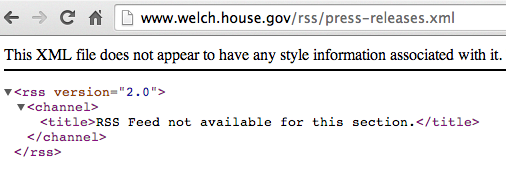 www.welch.house.gov/rss/press-releases.xml
This XML file does not appear to have any style information associated with it.
▼<rss version="2.0">
▼<channel>
<title>RSS Feed not available for this section.</title>
</channel>
</rss>